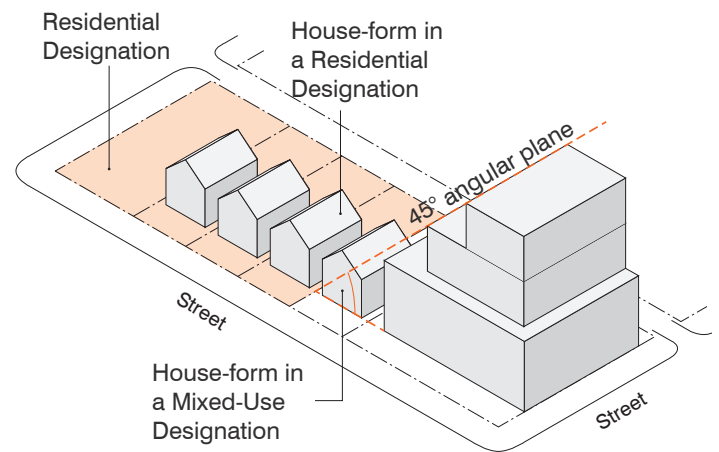 Residential
Designation
House-form in
a Residential
Designation
45° angular plane
Street
House-form in
a Mixed-Use
Designation
Street